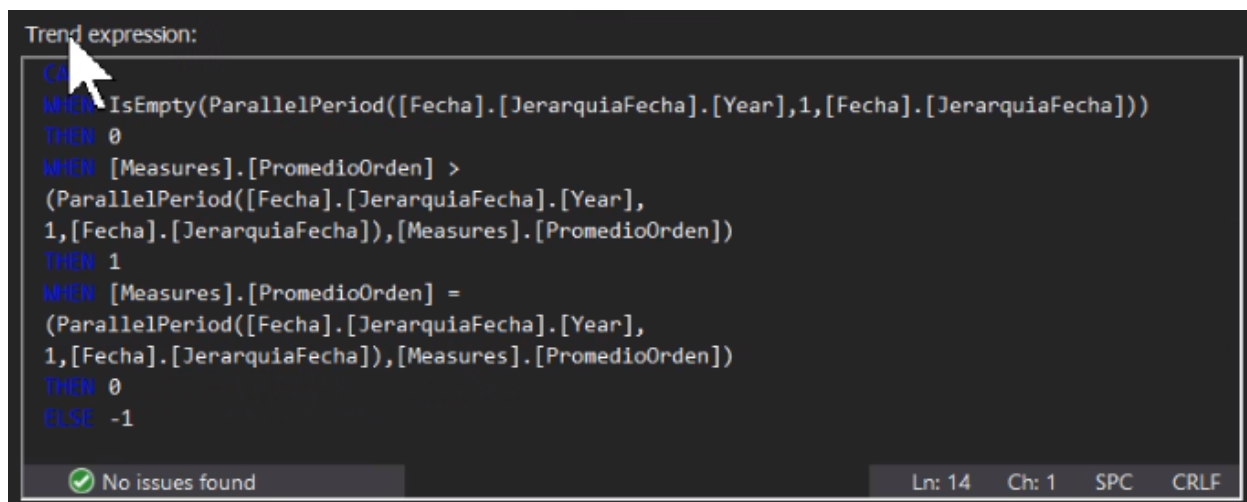 Trend expression:
CA
WHEN IsEmpty(ParallelPeriod([Fecha].[JerarquiaFecha].[Year],1,[Fecha].[JerarquiaFecha]))
THEN 0
WHEN [Measures].[PromedioOrden] >
(ParallelPeriod([Fecha].[JerarquiaFecha].[Year],
1,[Fecha].[JerarquiaFecha]),[Measures].[PromedioOrden])
THEN 1
WHEN [Measures].[PromedioOrden] =
(ParallelPeriod([Fecha].[JerarquiaFecha].[Year],
1,[Fecha].[JerarquiaFecha]),[Measures].[PromedioOrden])
THEN 0
ELSE -1
No issues found Ln: 14 Ch: 1 SPC CRLF